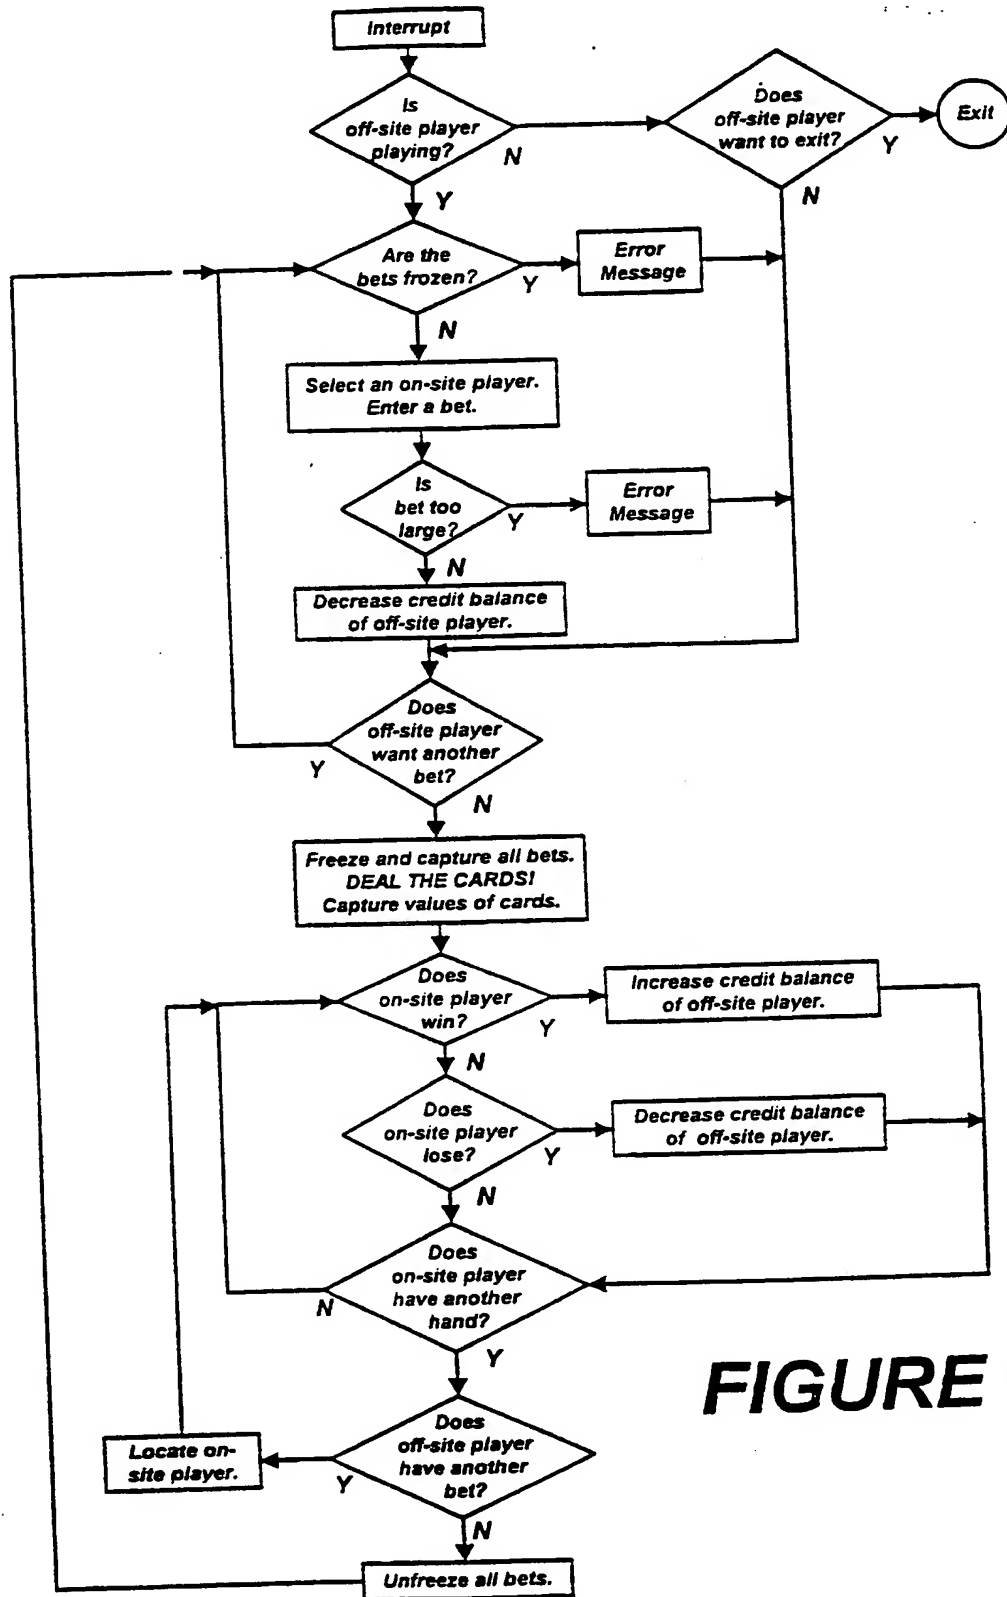 Interrupt
Is
off-site player
playing?
N
Y
Does
off-site player
want to exit?
Y
N
Exit
Are the
bets frozen?
Y
N
Error
Message
Select an on-site player.
Enter a bet.
Is
bet too
large?
Y
N
Error
Message
Decrease credit balance
of off-site player.
Does
off-site player
want another
bet?
Y
N
Freeze and capture all bets.
DEAL THE CARDS!
Capture values of cards.
Does
on-site player
win?
Y
N
Increase credit balance
of off-site player.
Does
on-site player
lose?
Y
N
Decrease credit balance
of off-site player.
Does
on-site player
have another
hand?
N
Y
FIGURE
Does
off-site player
have another
bet?
Y
N
Locate on-
site player.
Unfreeze all bets.